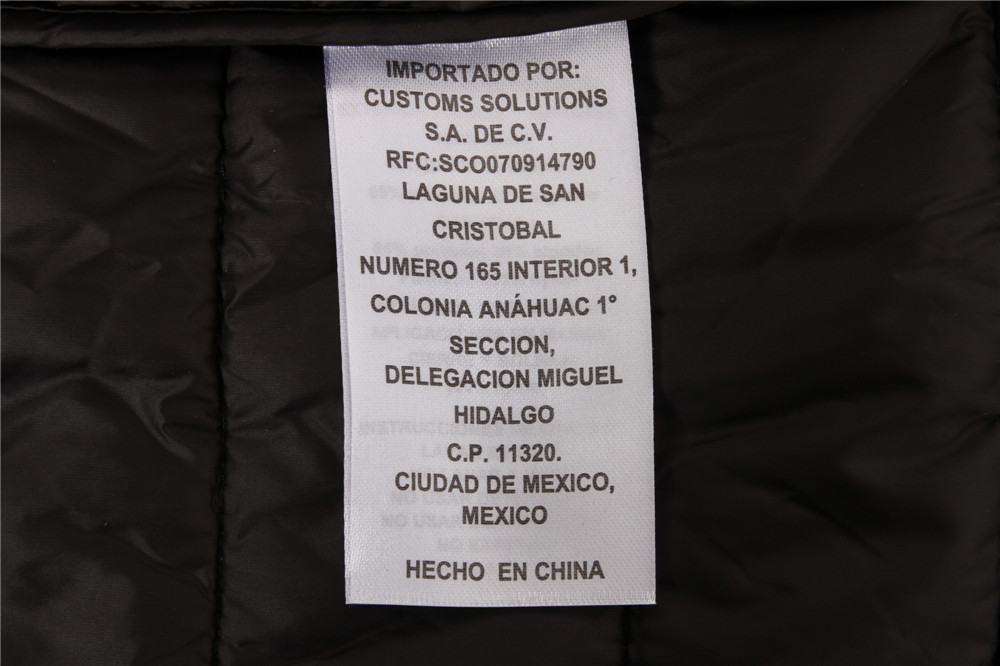 IMPORTADO POR:
CUSTOMS SOLUTIONS
S.A. DE C.V.
RFC:SCO070914790
LAGUNA DE SAN
CRISTOBAL
NUMERO 165 INTERIOR 1,
COLONIA ANÁHUAC 1°
SECCION,
DELEGACION MIGUEL
HIDALGO
C.P. 11320.
CIUDAD DE MEXICO,
MEXICO
HECHO EN CHINA